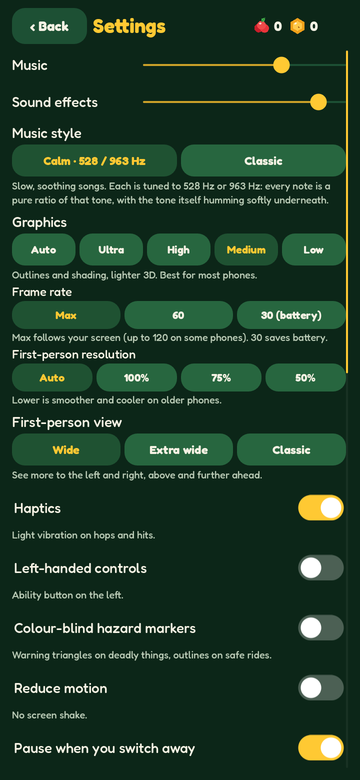 ‹ Back Settings 0 0
Music
Sound effects
Music style
Calm · 528 / 963 Hz Classic
Slow, soothing songs. Each is tuned to 528 Hz or 963 Hz: every note is a
pure ratio of that tone, with the tone itself humming softly underneath.
Graphics
Auto Ultra High Medium Low
Outlines and shading, lighter 3D. Best for most phones.
Frame rate
Max 60 30 (battery)
Max follows your screen (up to 120 on some phones). 30 saves battery.
First-person resolution
Auto 100% 75% 50%
Lower is smoother and cooler on older phones.
First-person view
Wide Extra wide Classic
See more to the left and right, above and further ahead.
Haptics
Light vibration on hops and hits.
Left-handed controls
Ability button on the left.
Colour-blind hazard markers
Warning triangles on deadly things, outlines on safe rides.
Reduce motion
No screen shake.
Pause when you switch away